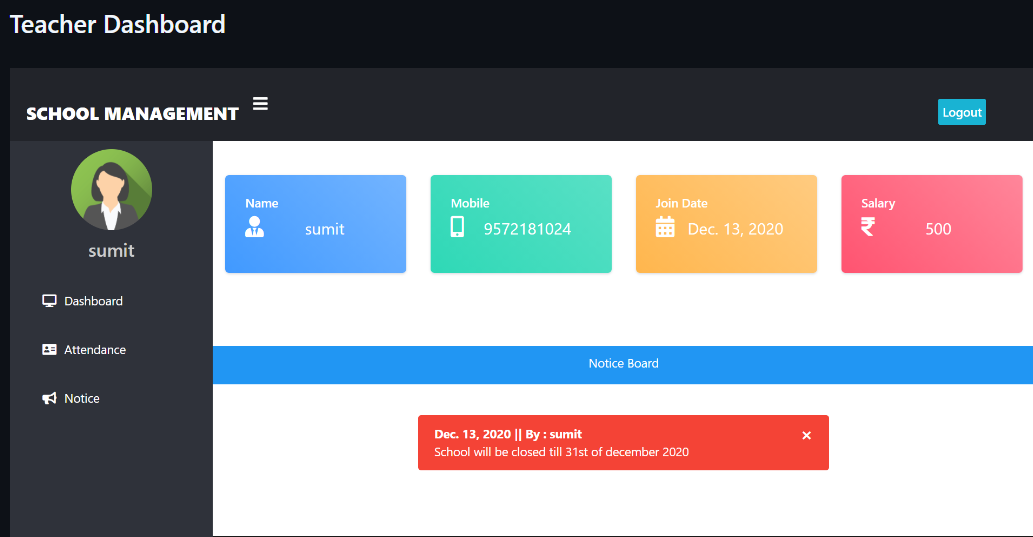 Teacher Dashboard
SCHOOL MANAGEMENT
Logout
sumit
Dashboard
Attendance
Notice
Name
sumit
Mobile
9572181024
Join Date
Dec. 13, 2020
Salary
500
Notice Board
Dec. 13, 2020 || By : sumit
School will be closed till 31st of december 2020